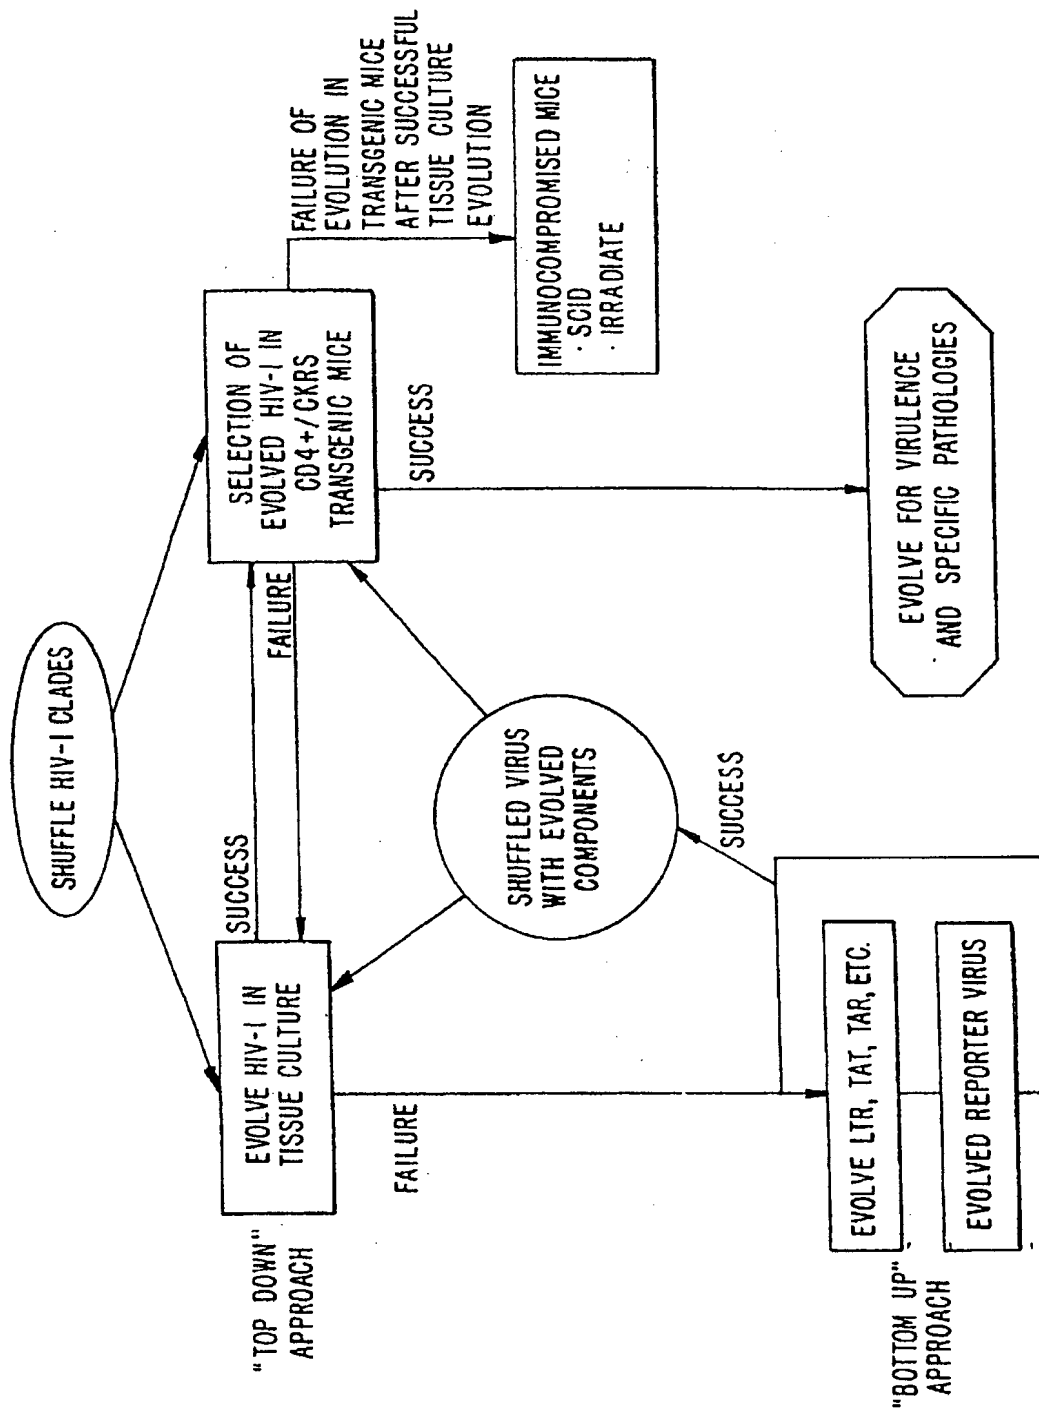 SHUFFLE HIV-I CLADES
"TOP DOWN"
APPROACH
EVOLVE HIV-I IN
TISSUE CULTURE
SUCCESS
FAILURE
SELECTION OF
EVOLVED HIV-I IN
CD4+/CKRS
TRANSGENIC MICE
FAILURE OF
EVOLUTION IN
TRANSGENIC MICE
AFTER SUCCESSFUL
TISSUE CULTURE
EVOLUTION
IMMUNOCOMPROMISED MICE
· SCID
· IRRADIATE
SUCCESS
EVOLVE FOR VIRULENCE
AND SPECIFIC PATHOLOGIES
SHUFFLED VIRUS
WITH EVOLVED
COMPONENTS
FAILURE
SUCCESS
"BOTTOM UP"
APPROACH
EVOLVE LTR, TAT, TAR, ETC.
EVOLVED REPORTER VIRUS